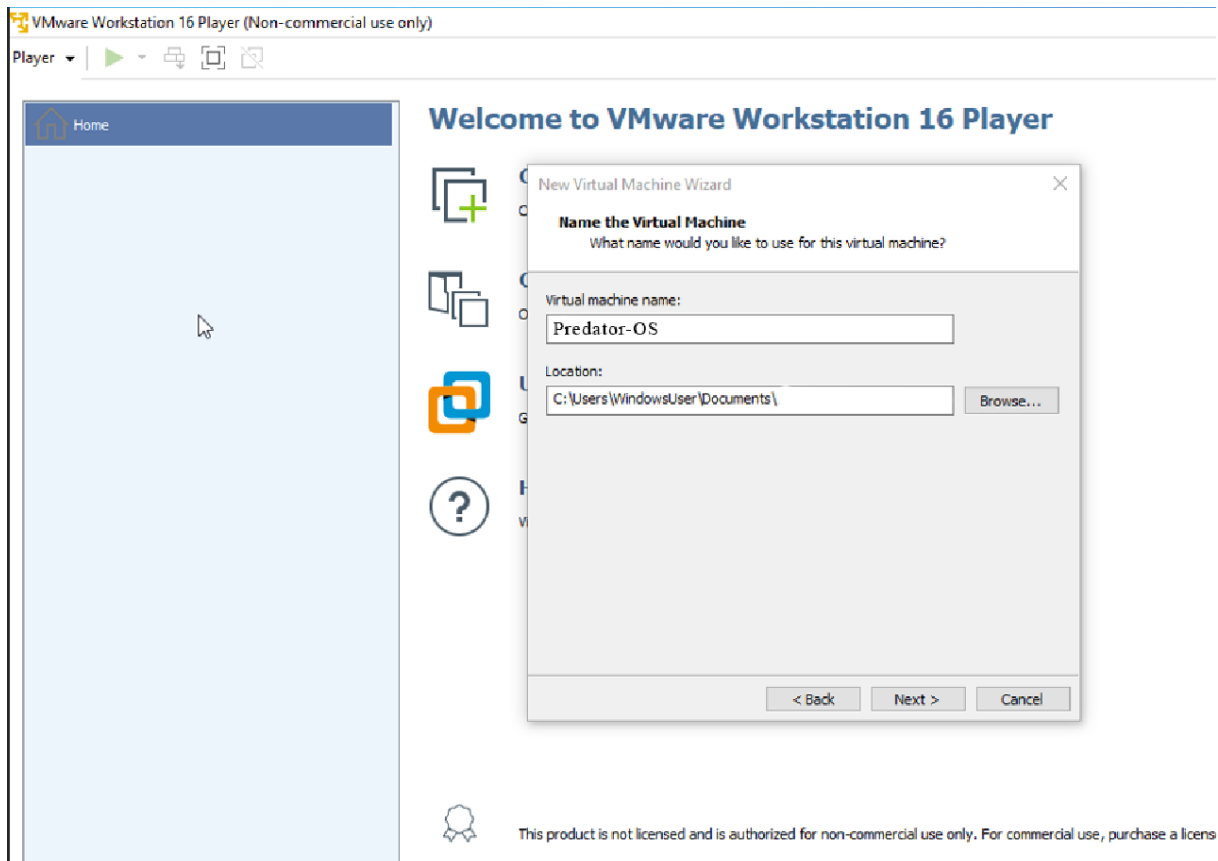 VMware Workstation 16 Player (Non-commercial use only)
Player
Home
Welcome to VMware Workstation 16 Player
New Virtual Machine Wizard
Name the Virtual Machine
What name would you like to use for this virtual machine?
Virtual machine name:
Predator-OS
Location:
C:\Users\WindowsUser\Documents\
Browse...
< Back
Next >
Cancel
This product is not licensed and is authorized for non-commercial use only. For commercial use, purchase a